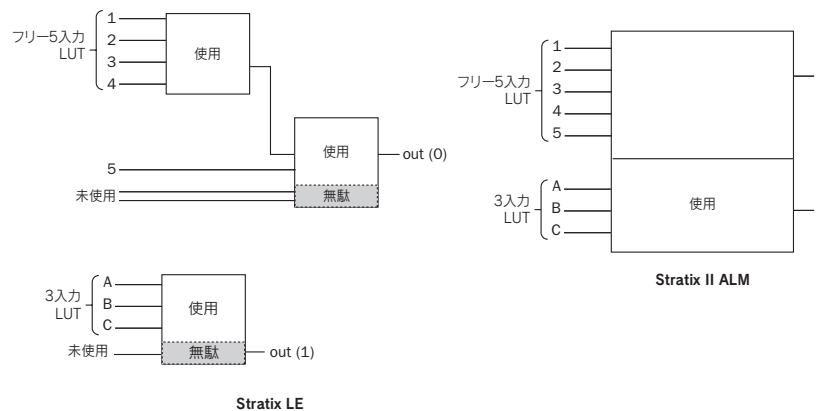 フリー5入力
LUT
1
2
3
4
使用
5
未使用
使用
無駄
out (0)
3入力
LUT
A
B
C
未使用
使用
無駄
out (1)
Stratix LE
フリー5入力
LUT
1
2
3
4
5
3入力
LUT
A
B
C
使用
Stratix II ALM